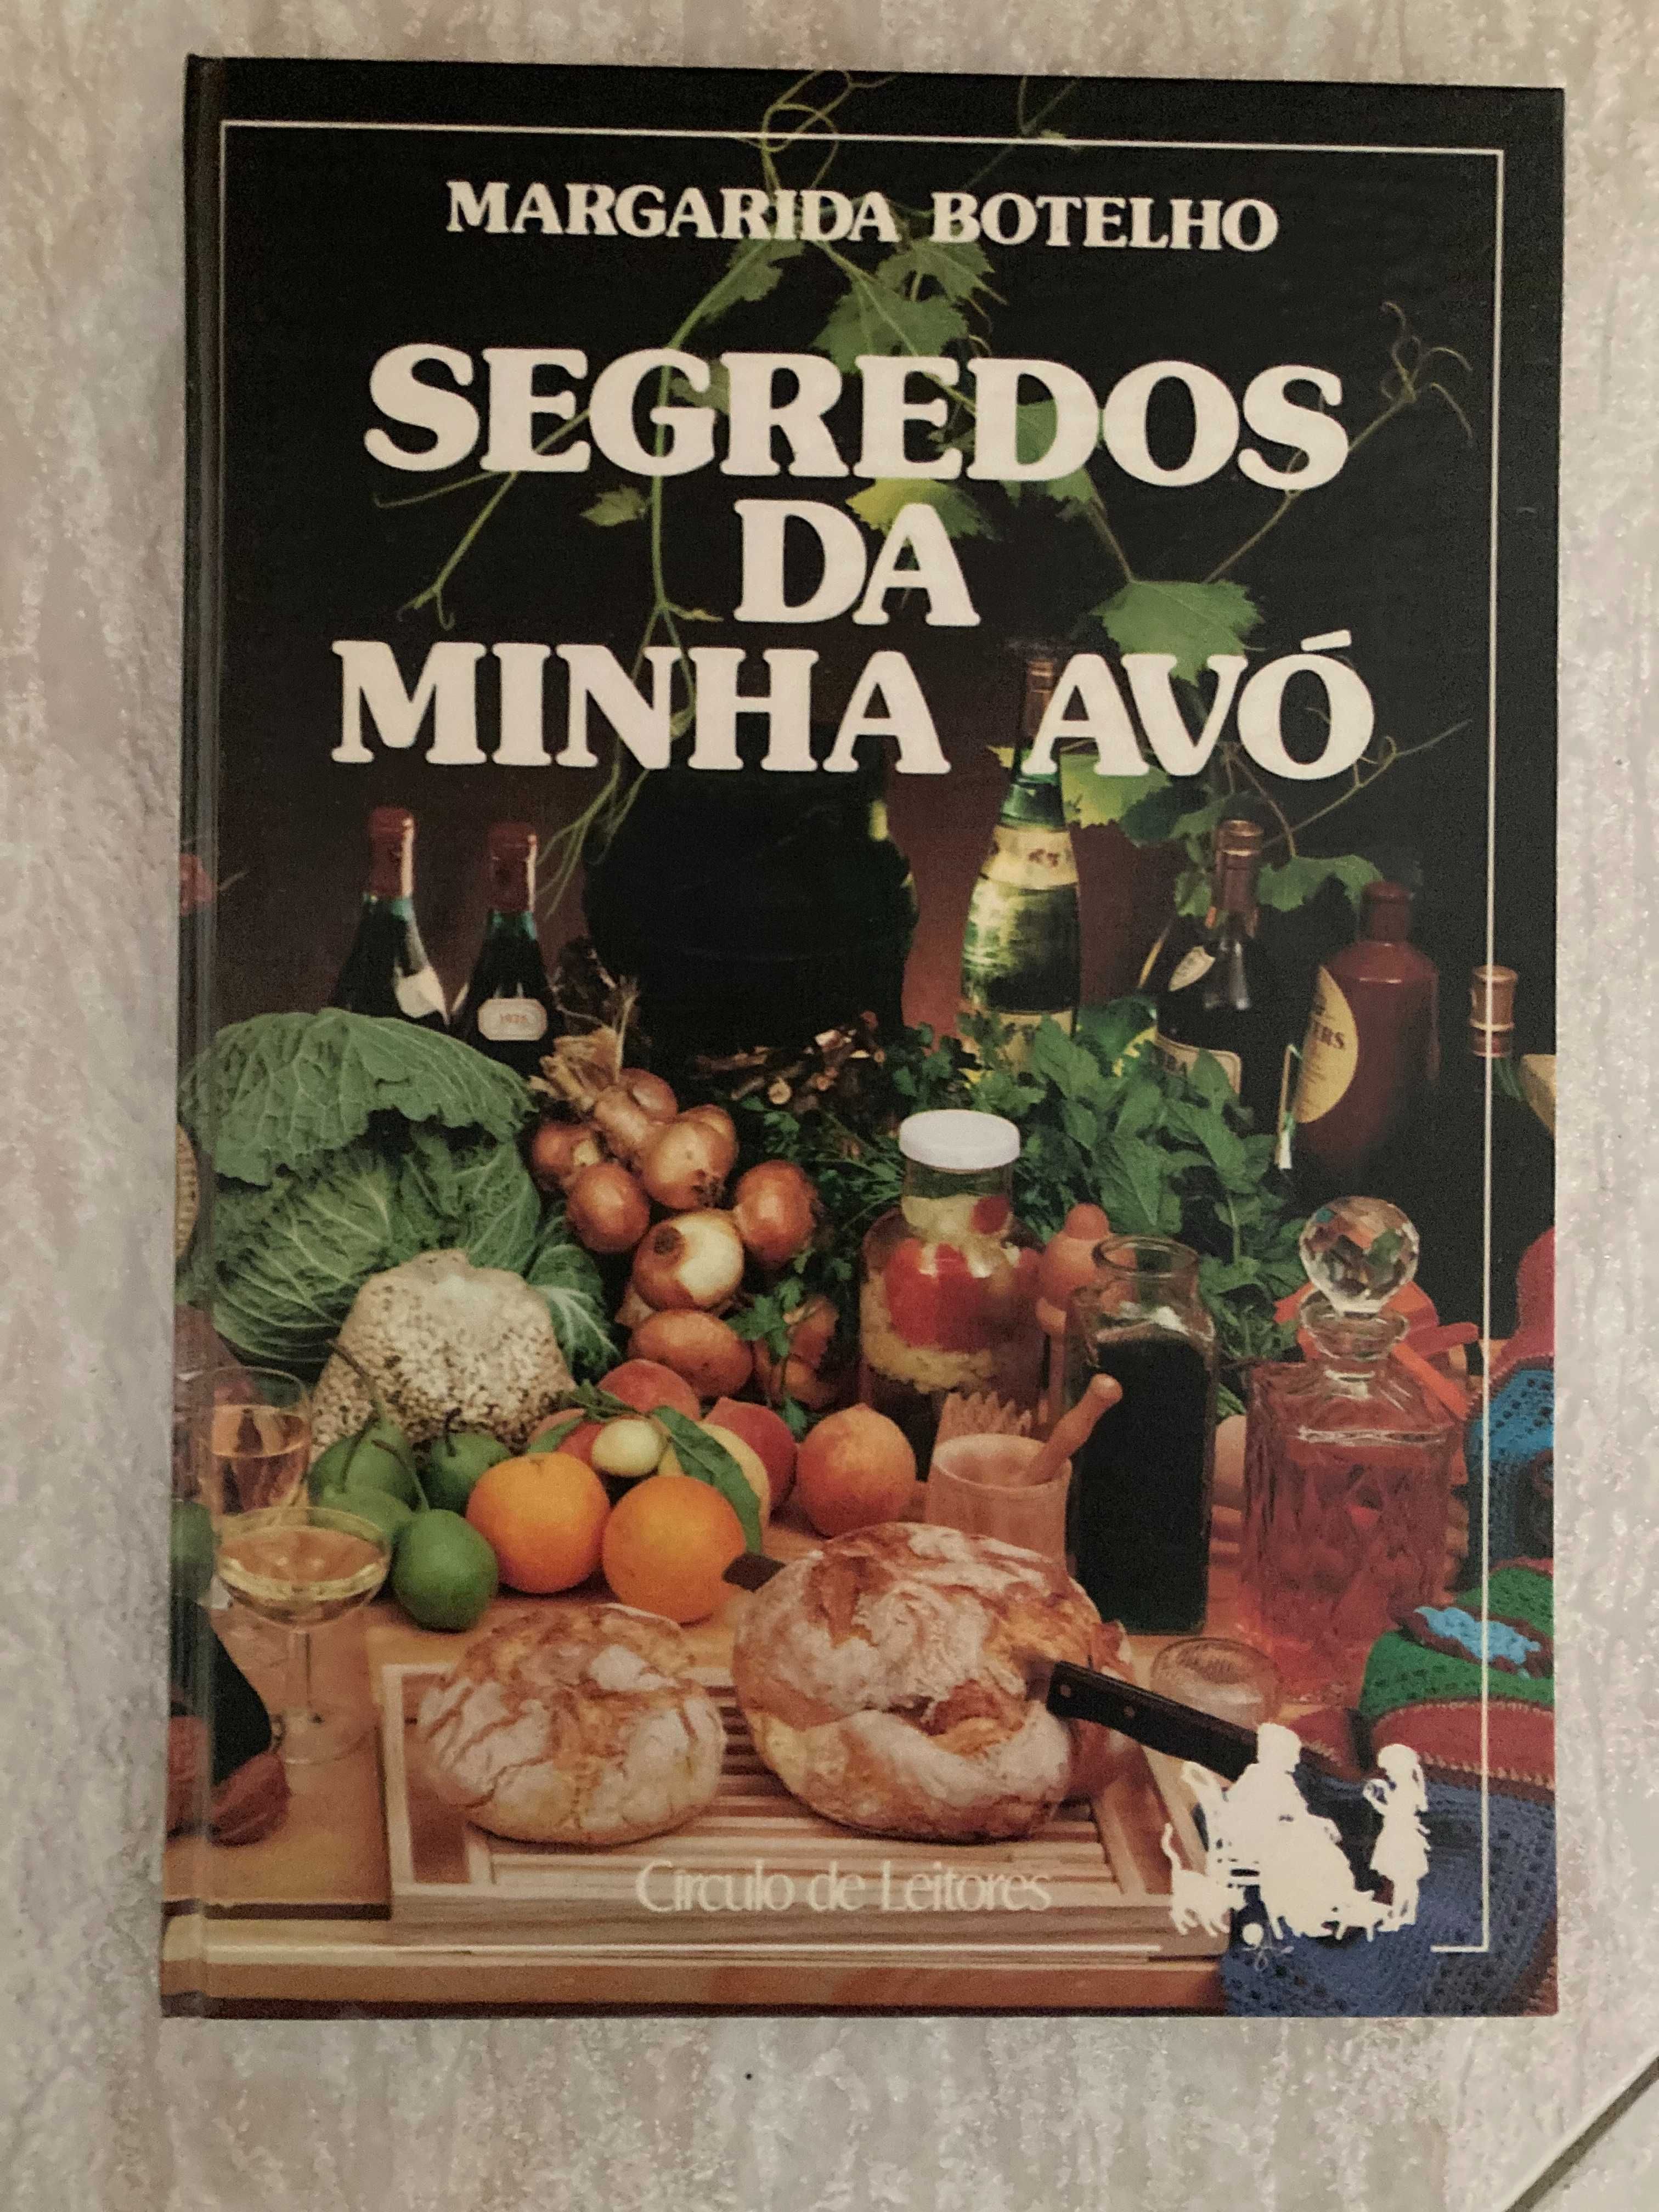 MARGARIDA BOTELHO
SEGREDOS
DA
MINHA AVÓ
Círculo de Leitores